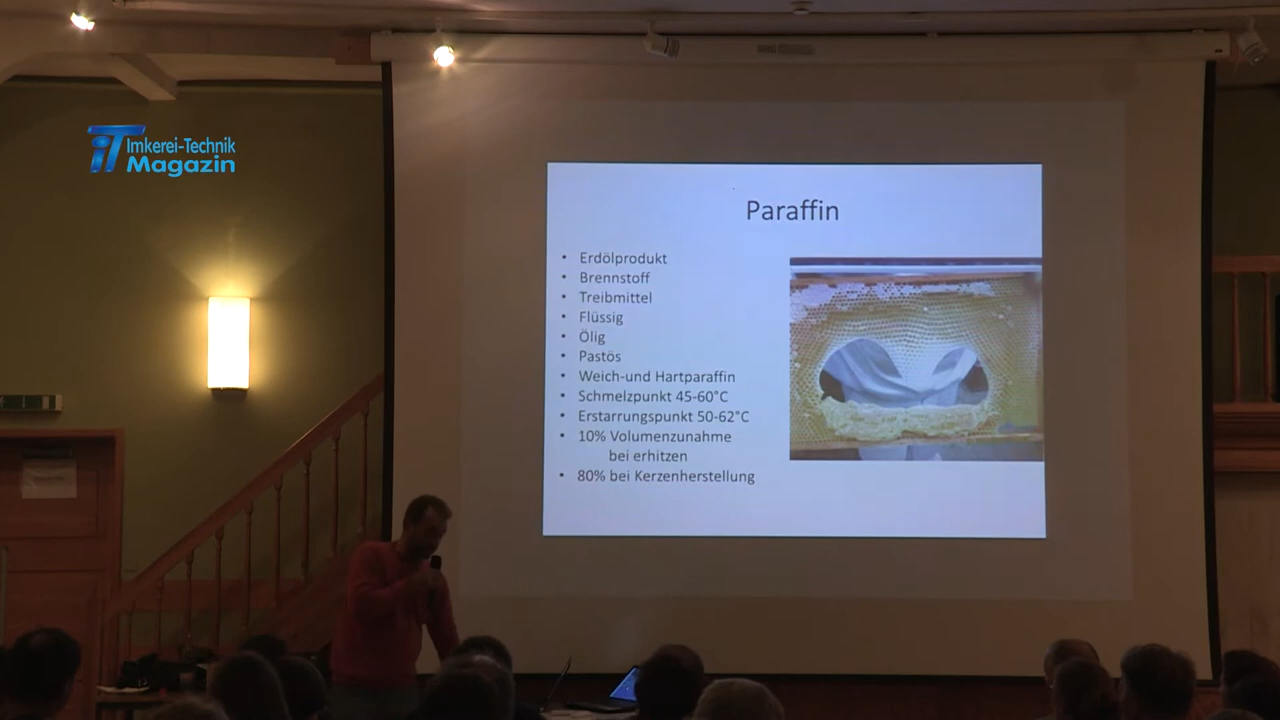 iT Imkerei-Technik
Magazin
Paraffin
• Erdölprodukt
• Brennstoff
• Treibmittel
• Flüssig
• Ölig
• Pastös
• Weich-und Hartparaffin
• Schmelzpunkt 45-60°C
• Erstarrungspunkt 50-62°C
• 10% Volumenzunahme
bei erhitzen
• 80% bei Kerzenherstellung